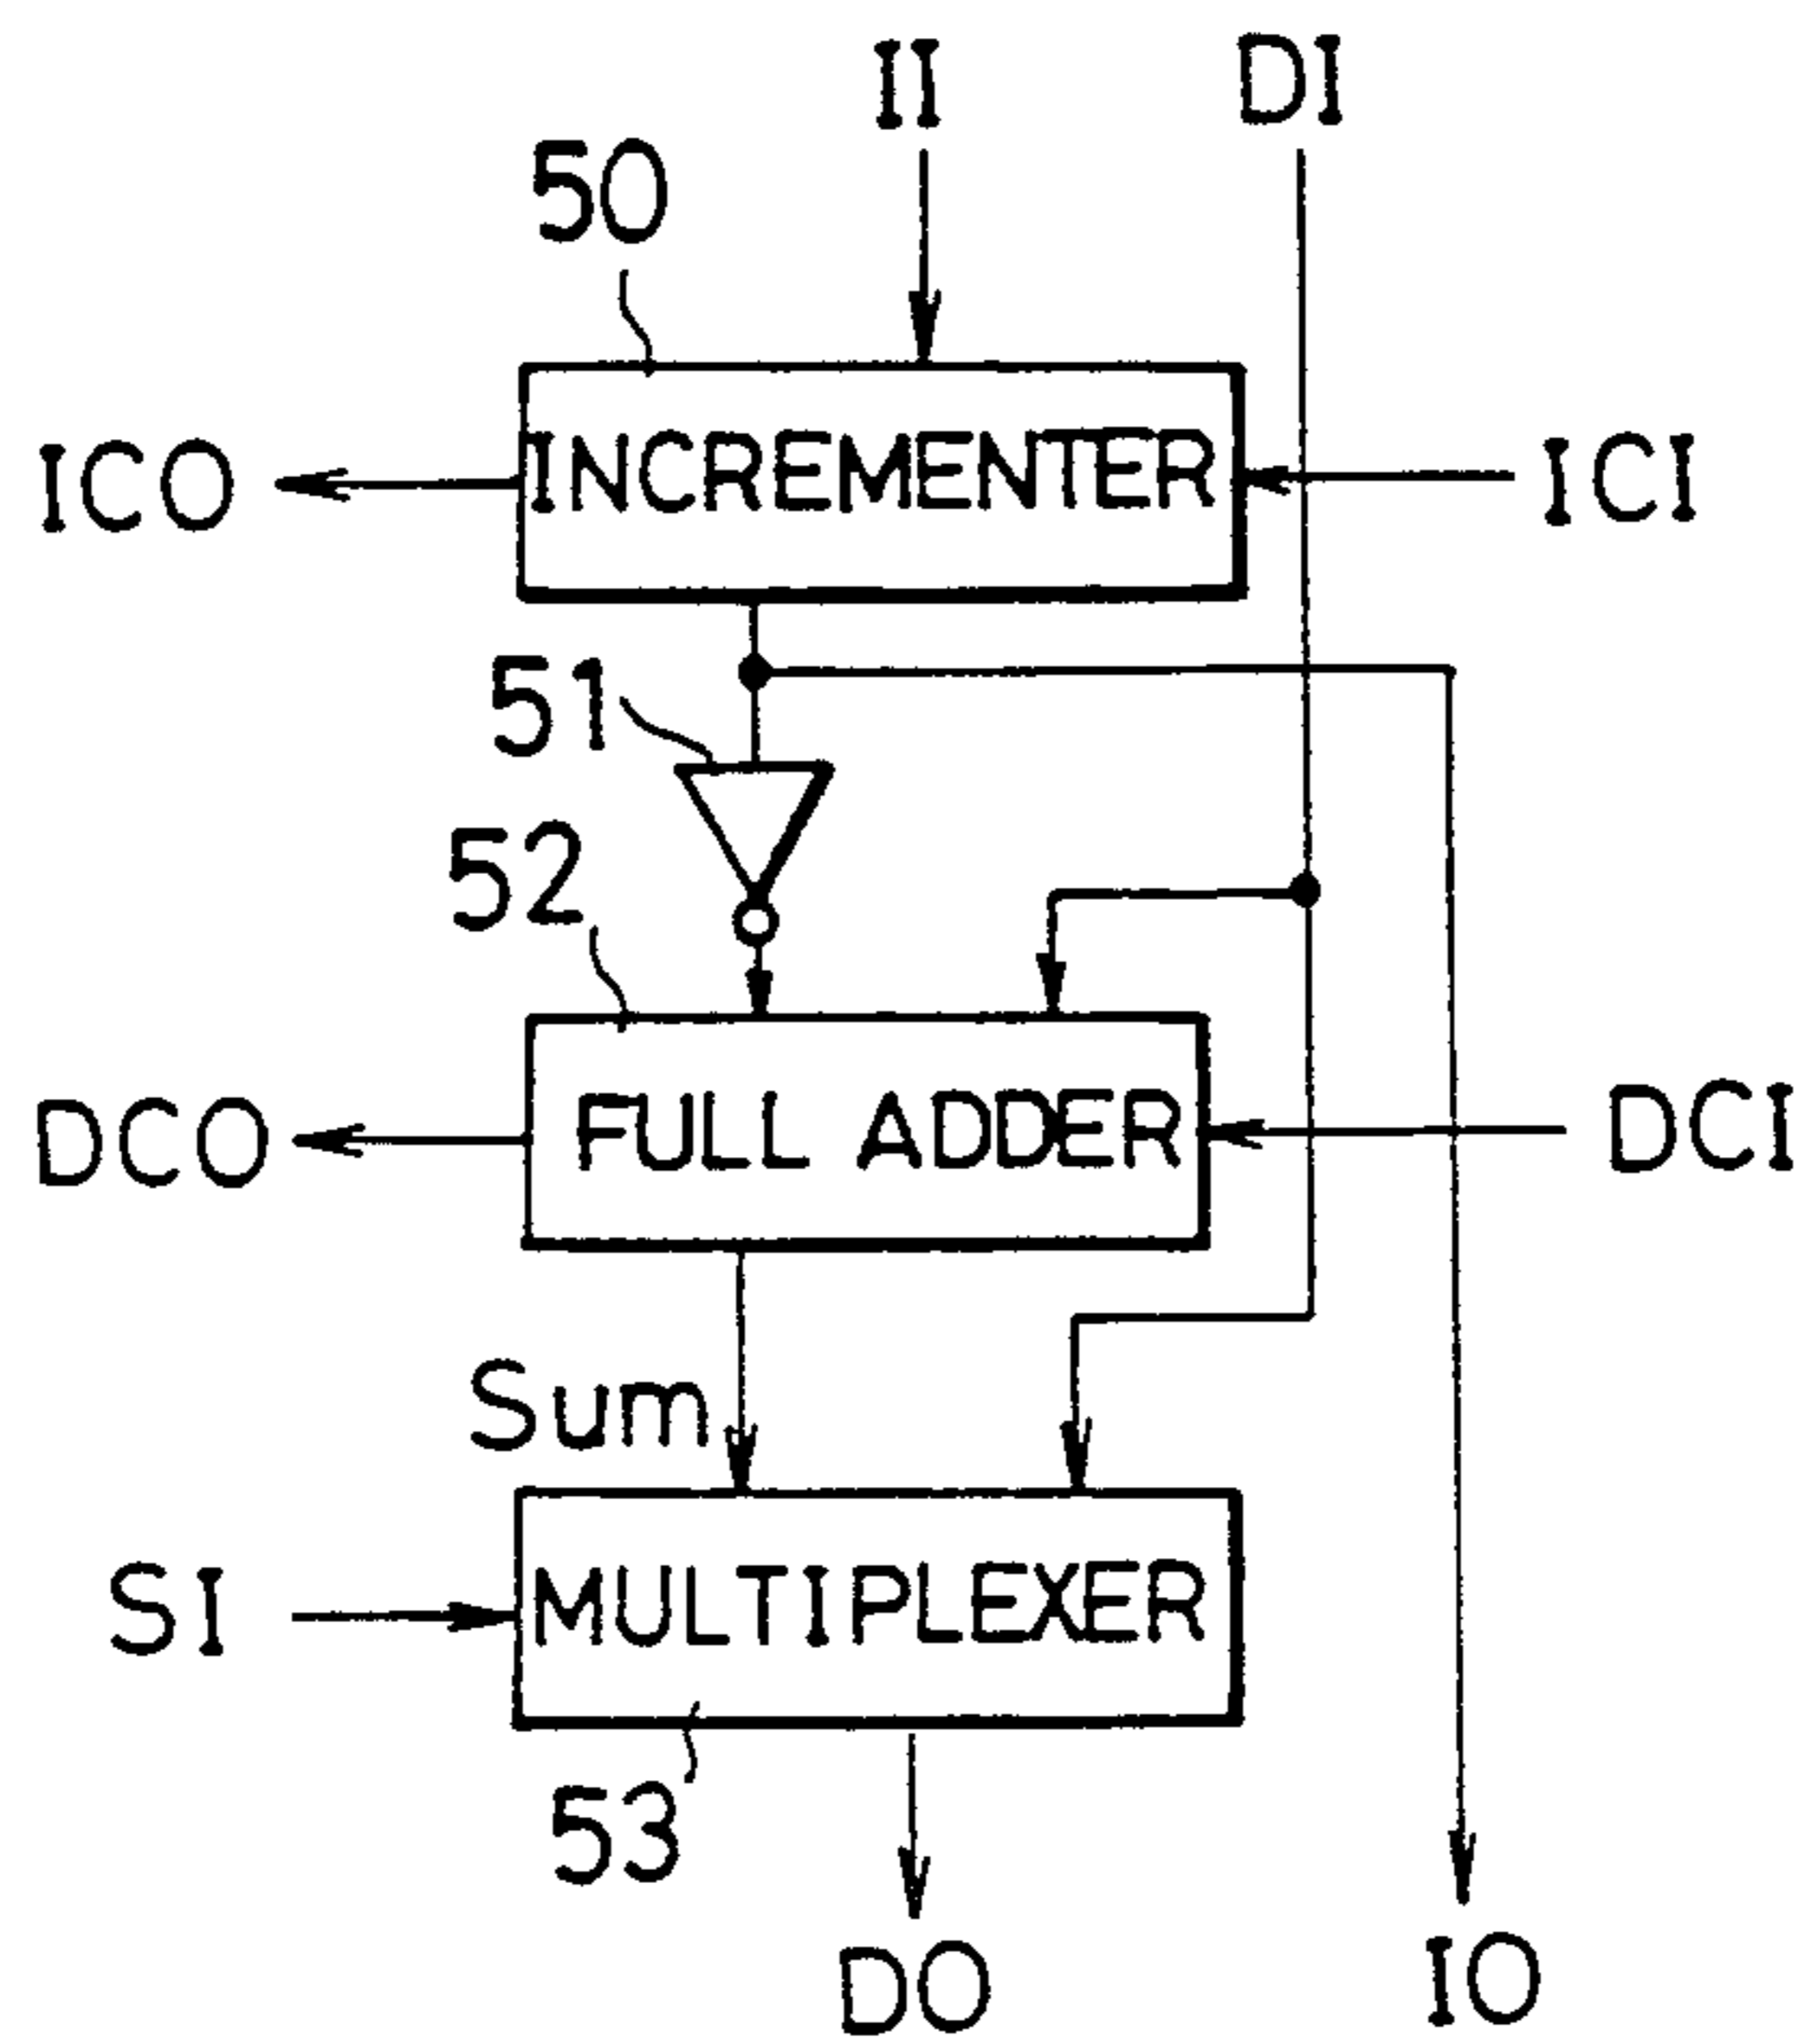 II
DI
50
ICO
INCREMENTER
ICI
51
52
DCO
FULL ADDER
DCI
Sum
SI
MULTIPLEXER
53
DO
IO